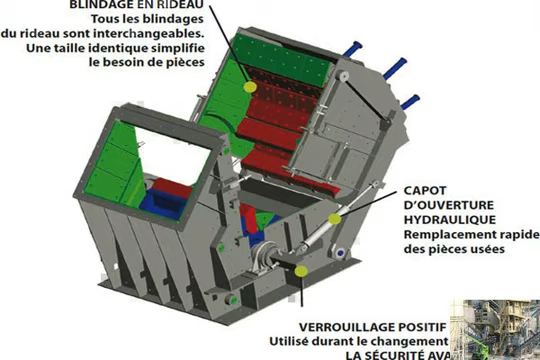 BLINDAGE EN RIDEAU
Tous les blindages
du rideau sont interchangeables.
Une taille identique simplifie
le besoin de pièces
CAPOT
D'OUVERTURE
HYDRAULIQUE
Remplacement rapide
des pièces usées
VERROUILLAGE POSITIF
Utilisé durant le changement
LA SÉCURITÉ AVA